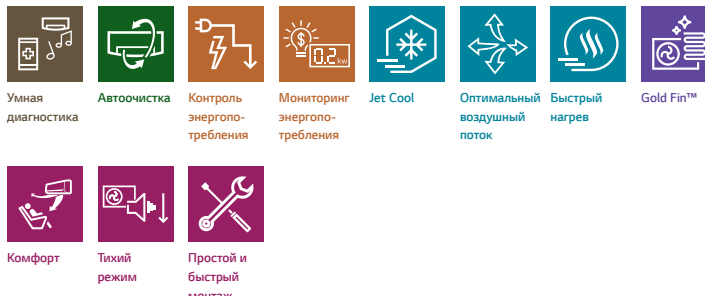 0.2 kw
Умная
диагностика
Автоочистка
Контроль
энергопо-
требления
Мониторинг
энергопо-
требления
Jet Cool
Оптимальный
воздушный
поток
Быстрый
нагрев
Gold Fin™
Комфорт
Тихий
режим
Простой и
быстрый
монтаж